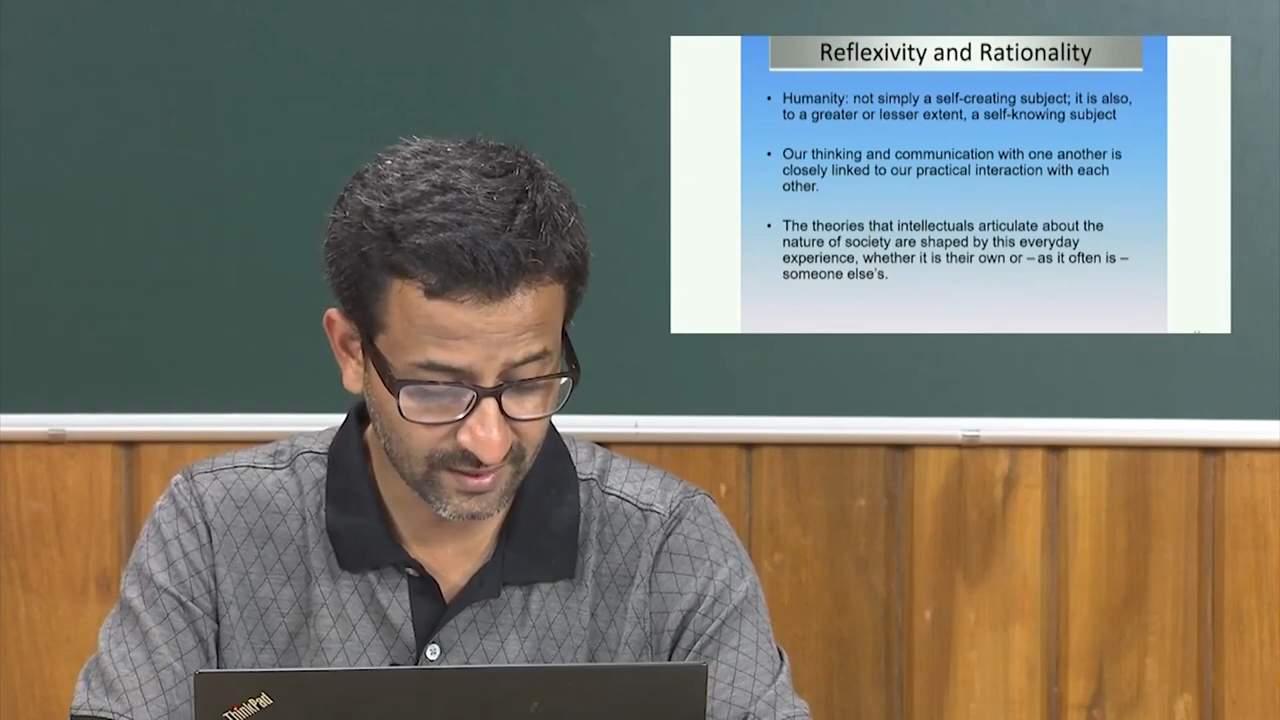 Reflexivity and Rationality
• Humanity: not simply a self-creating subject; it is also,
to a greater or lesser extent, a self-knowing subject
• Our thinking and communication with one another is
closely linked to our practical interaction with each
other.
• The theories that intellectuals articulate about the
nature of society are shaped by this everyday
experience, whether it is their own or – as it often is –
someone else's.
ThinkPad